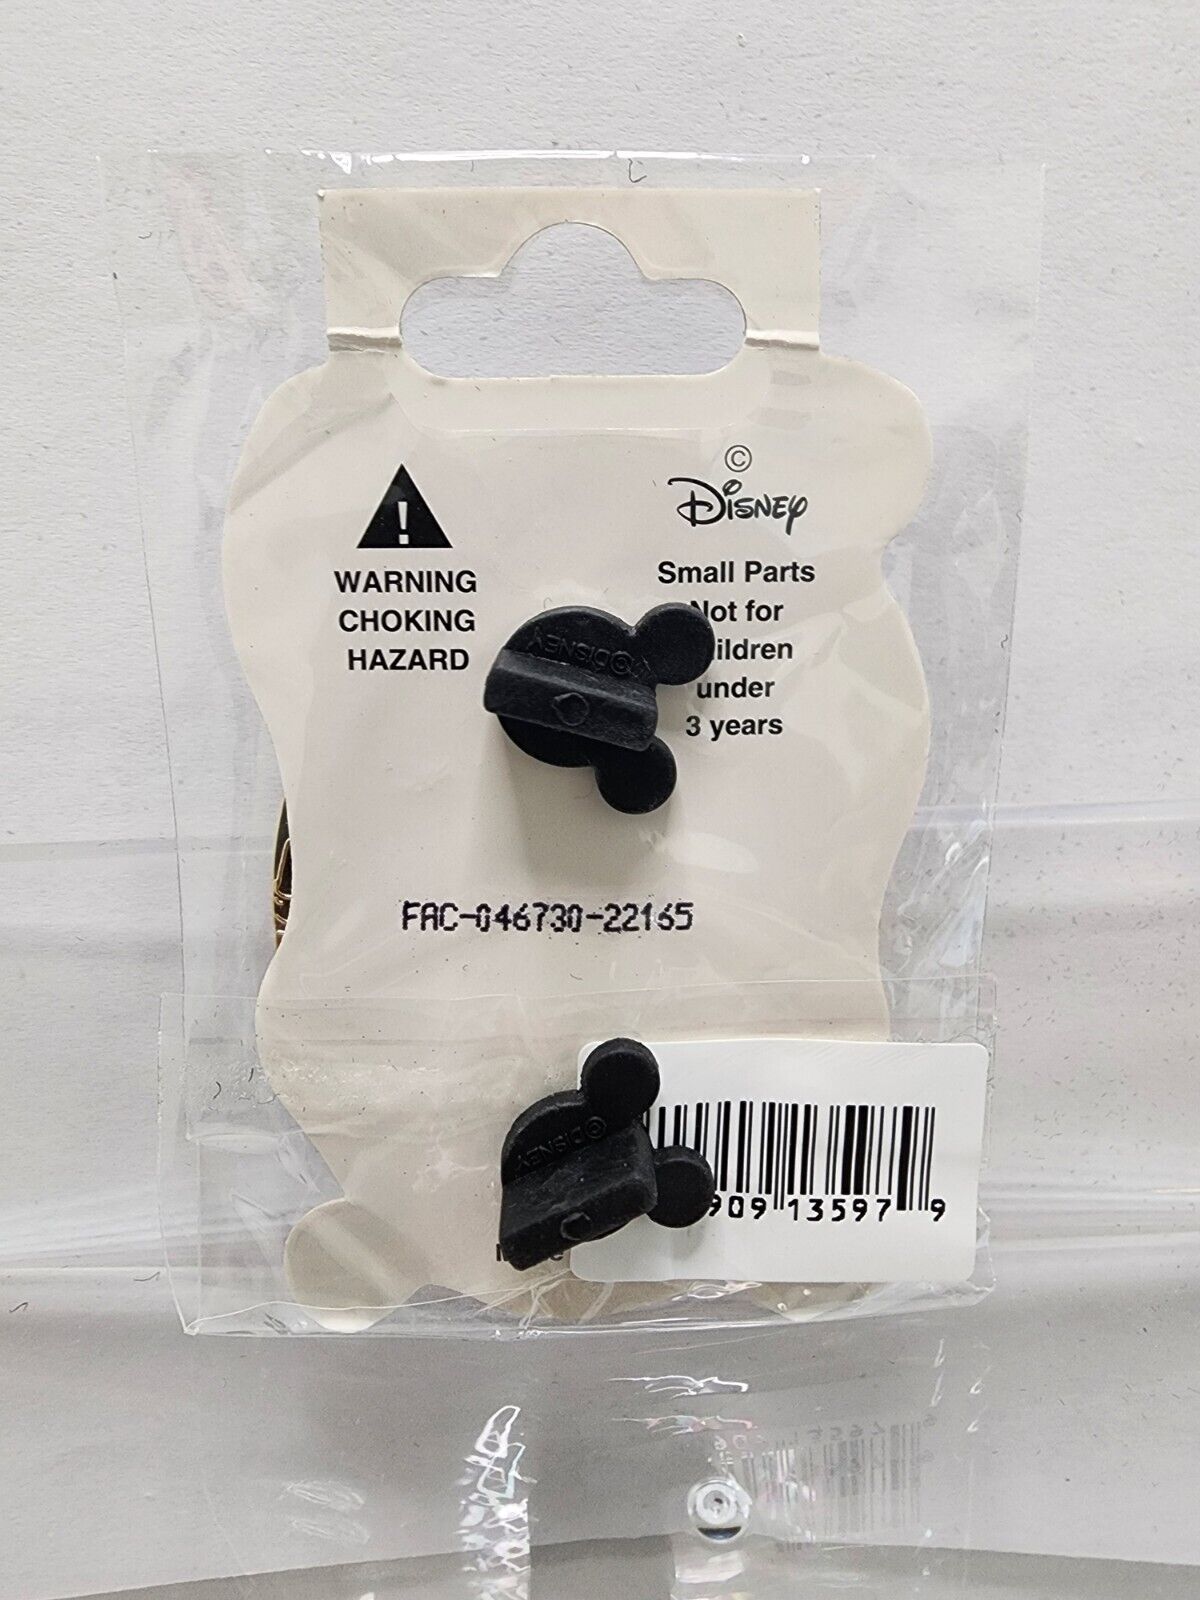 !
WARNING
CHOKING
HAZARD
©
Disney
Small Parts
Not for
ildren
under
3 years
©DISNEY
FAC-046730-22165
©DISNEY
909 13597 9